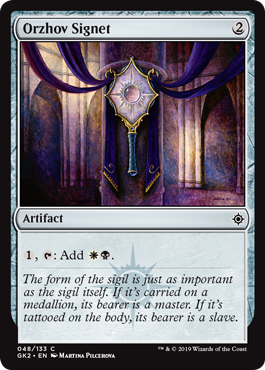 Orzhov Signet 2
Artifact
1, : Add .
The form of the sigil is just as important
as the sigil itself. If it's carried on a
medallion, its bearer is a master. If it's
tattooed on the body, its bearer is a slave.
048/133 C
GK2 • EN Martina Pilcerova
™ & © 2019 Wizards of the Coast